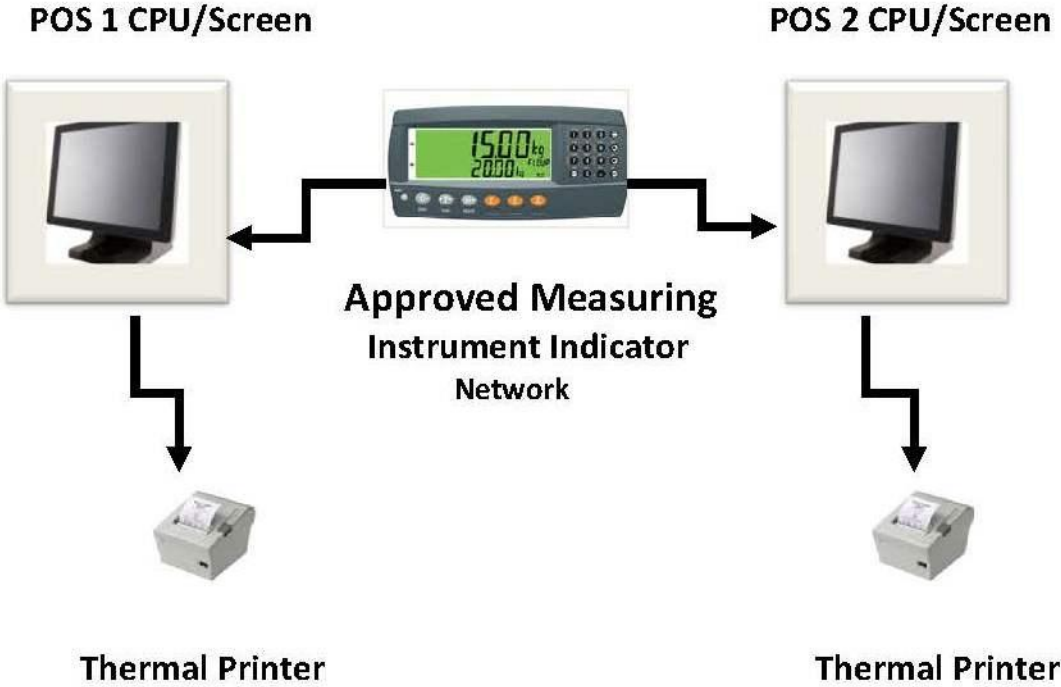 POS 1 CPU/Screen
POS 2 CPU/Screen
15.00 kg
20.00 kg
Approved Measuring
Instrument Indicator
Network
Thermal Printer
Thermal Printer